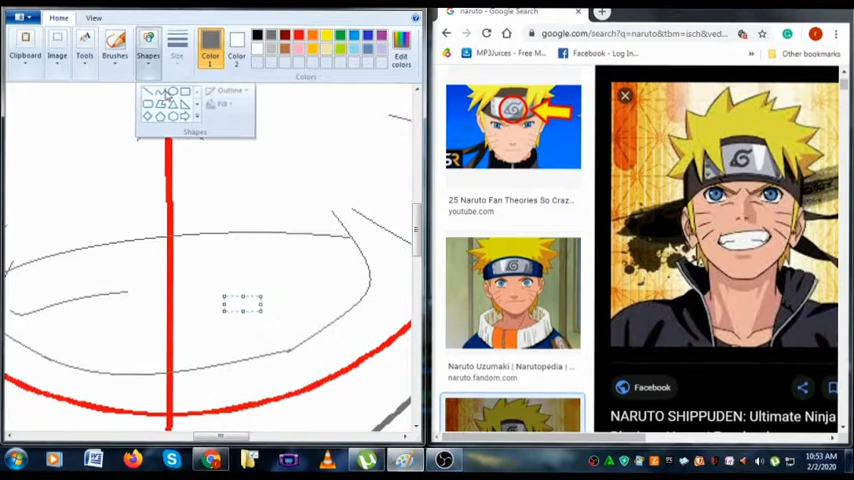 Home
View
Clipboard
Image
Tools
Brushes
Shapes
Size
Color 1
Color 2
Edit colors
Colors
Outline
Fill
Shapes
naruto - Google Search
google.com/search?q=naruto&tbm=isch&ved...
MP3Juices - Free M...
Facebook - Log In...
Other bookmarks
25 Naruto Fan Theories So Craz...
youtube.com
Naruto Uzumaki | Narutopedia | ...
naruto.fandom.com
Facebook
NARUTO SHIPPUDEN: Ultimate Ninja
10:53 AM
2/2/2020